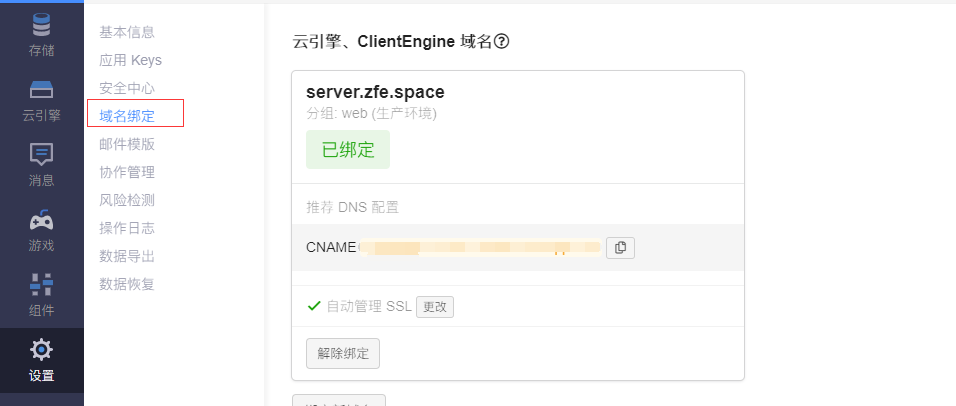 存储
云引擎
消息
游戏
组件
设置
基本信息
应用 Keys
安全中心
域名绑定
邮件模版
协作管理
风险检测
操作日志
数据导出
数据恢复
云引擎、ClientEngine 域名?
server.zfe.space
分组: web (生产环境)
已绑定
推荐 DNS 配置
CNAME
自动管理 SSL 更改
解除绑定